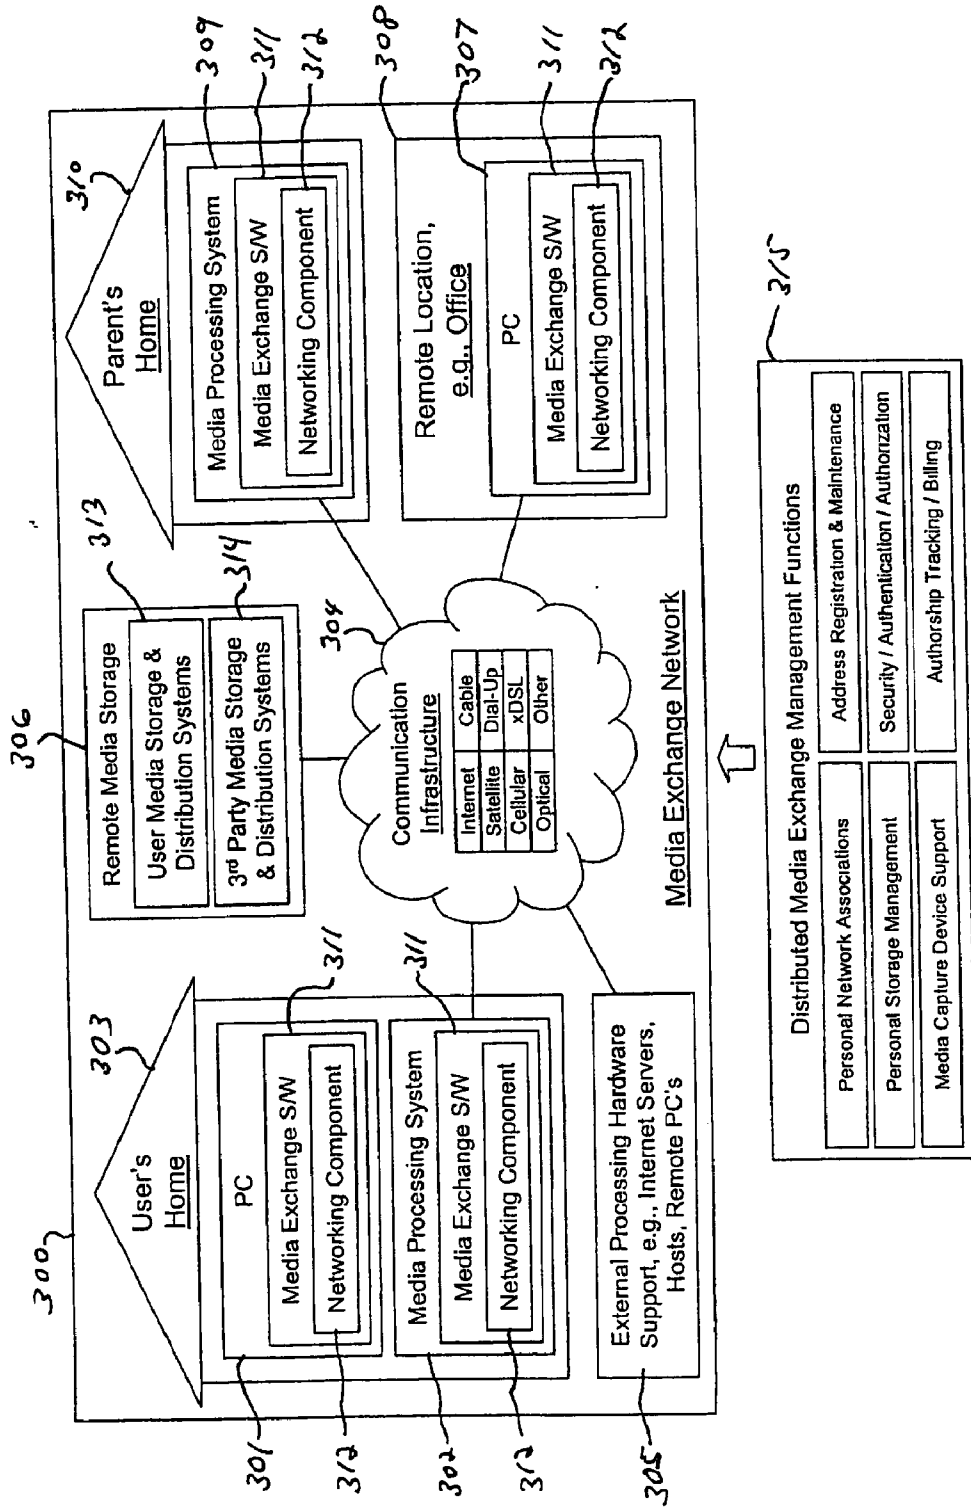 300
303
User's
Home
PC
Media Exchange S/W
Networking Component
301
312
311
Media Processing System
Media Exchange S/W
Networking Component
302
312
311
External Processing Hardware
Support, e.g., Internet Servers,
Hosts, Remote PC's
305
306
Remote Media Storage
User Media Storage &
Distribution Systems
3rd Party Media Storage
& Distribution Systems
313
314
304
Communication
Infrastructure
Internet Cable
Satellite Dial-Up
Cellular xDSL
Optical Other
Media Exchange Network
310
Parent's
Home
Media Processing System
Media Exchange S/W
Networking Component
309
311
312
Remote Location,
e.g., Office
PC
Media Exchange S/W
Networking Component
308
307
311
312
315
Distributed Media Exchange Management Functions
Personal Network Associations Address Registration & Maintenance
Personal Storage Management Security / Authentication / Authorization
Media Capture Device Support Authorship Tracking / Billing